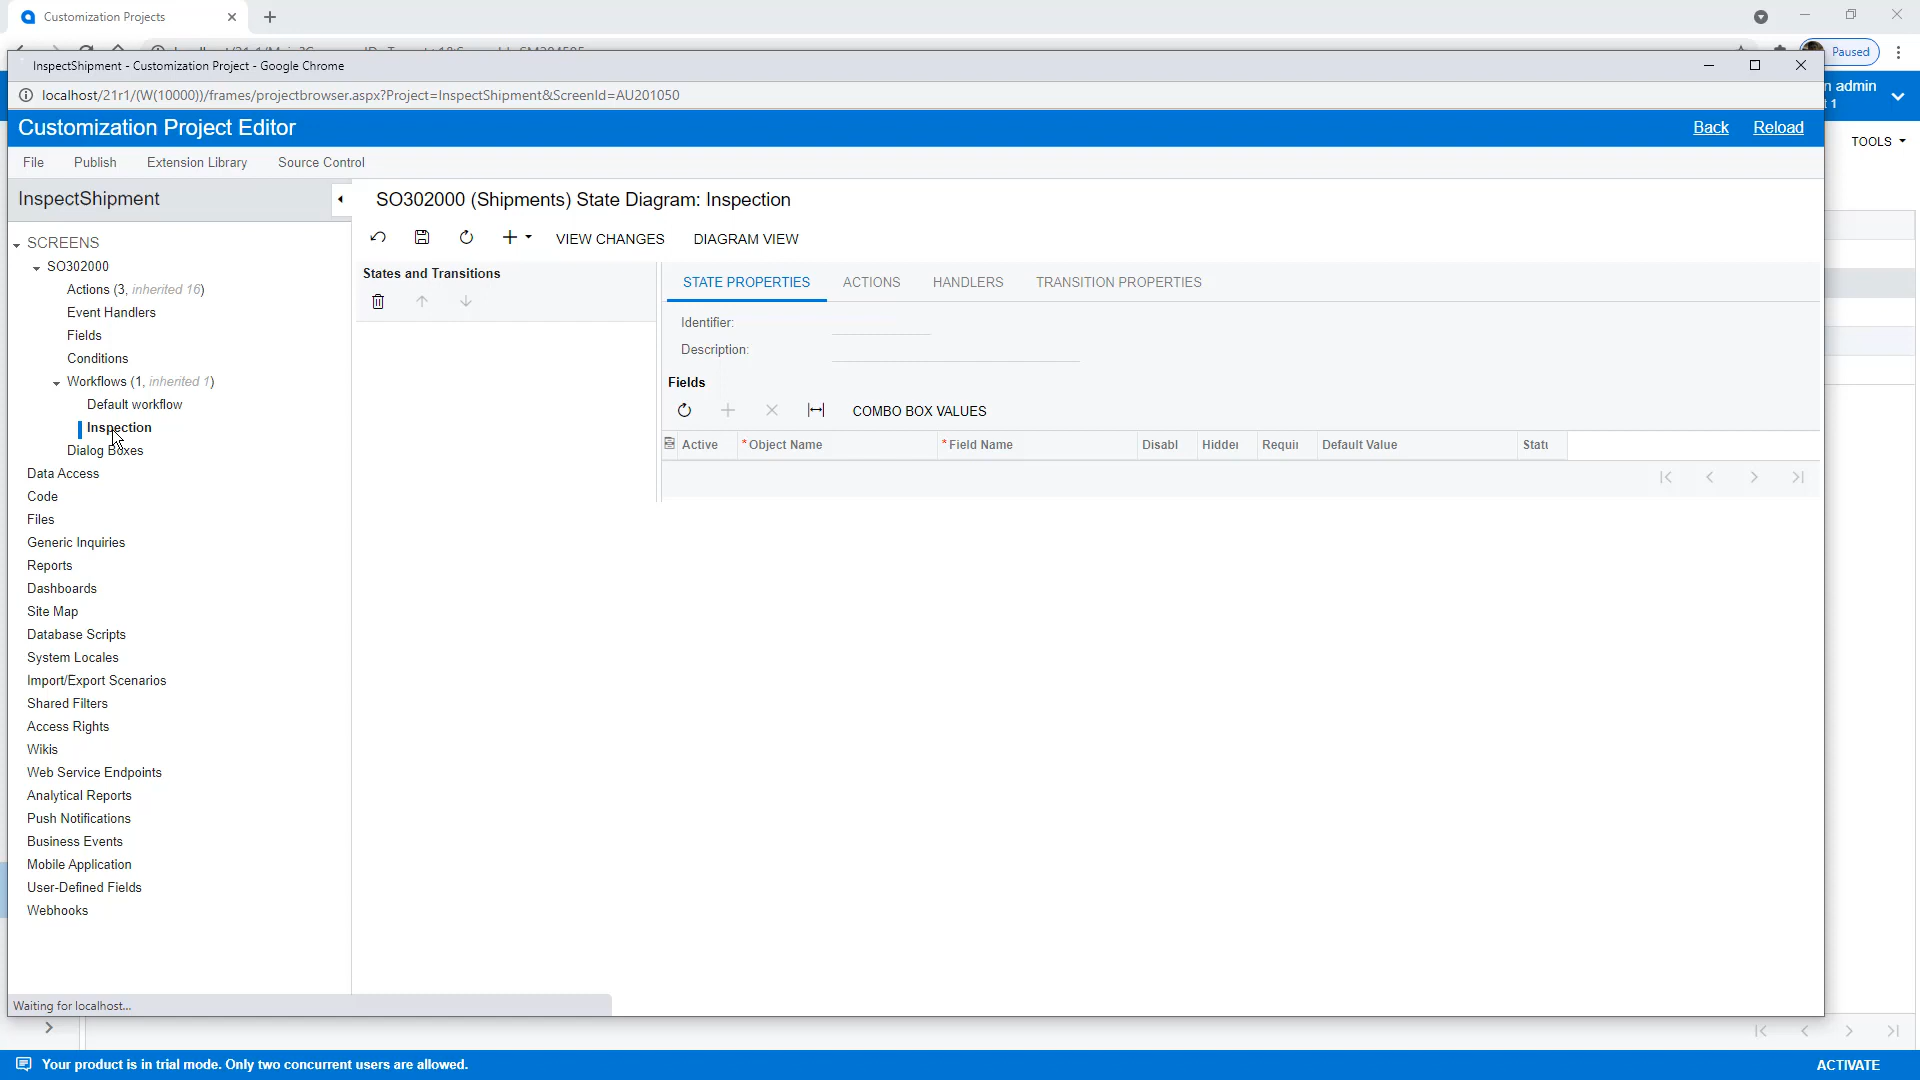 Customization Projects
Paused
InspectShipment - Customization Project - Google Chrome
localhost/21r1/(W(10000))/frames/projectbrowser.aspx?Project=InspectShipment&ScreenId=AU201050
n admin
t 1
Customization Project Editor
Back
Reload
TOOLS
File
Publish
Extension Library
Source Control
InspectShipment
SO302000 (Shipments) State Diagram: Inspection
VIEW CHANGES
DIAGRAM VIEW
SCREENS
SO302000
Actions (3, inherited 16)
Event Handlers
Fields
Conditions
Workflows (1, inherited 1)
Default workflow
Inspection
Dialog Boxes
Data Access
Code
Files
Generic Inquiries
Reports
Dashboards
Site Map
Database Scripts
System Locales
Import/Export Scenarios
Shared Filters
Access Rights
Wikis
Web Service Endpoints
Analytical Reports
Push Notifications
Business Events
Mobile Application
User-Defined Fields
Webhooks
States and Transitions
STATE PROPERTIES
ACTIONS
HANDLERS
TRANSITION PROPERTIES
Identifier:
Description:
Fields
COMBO BOX VALUES
Active
*Object Name
*Field Name
Disabl
Hidder
Requir
Default Value
Statu
Waiting for localhost...
Your product is in trial mode. Only two concurrent users are allowed.
ACTIVATE